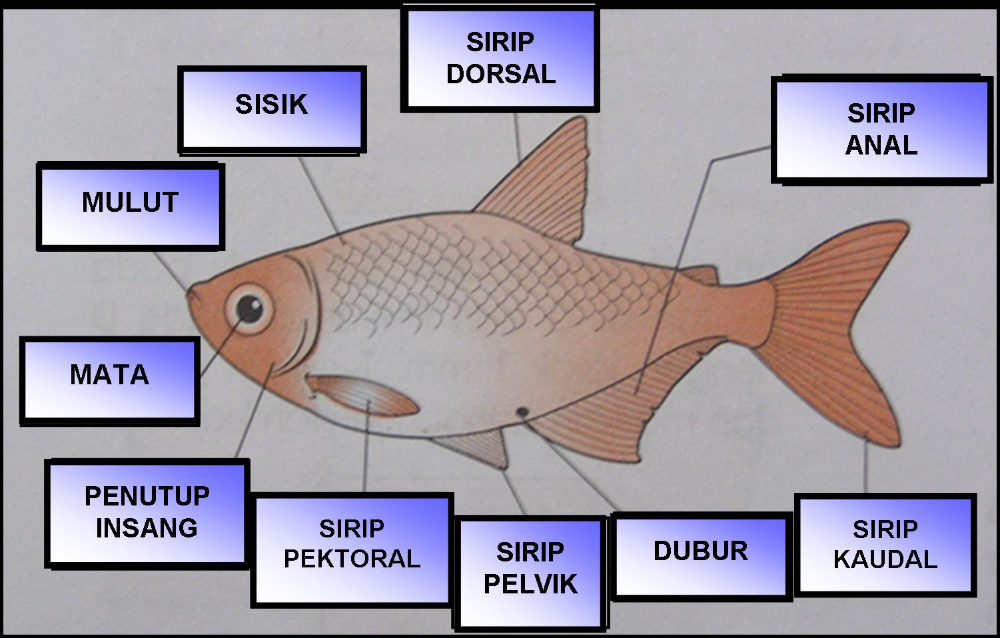 SIRIP
DORSAL
SISIK
SIRIP
ANAL
MULUT
MATA
PENUTUP
INSANG
SIRIP
PEKTORAL
SIRIP
PELVIK
DUBUR
SIRIP
KAUDAL